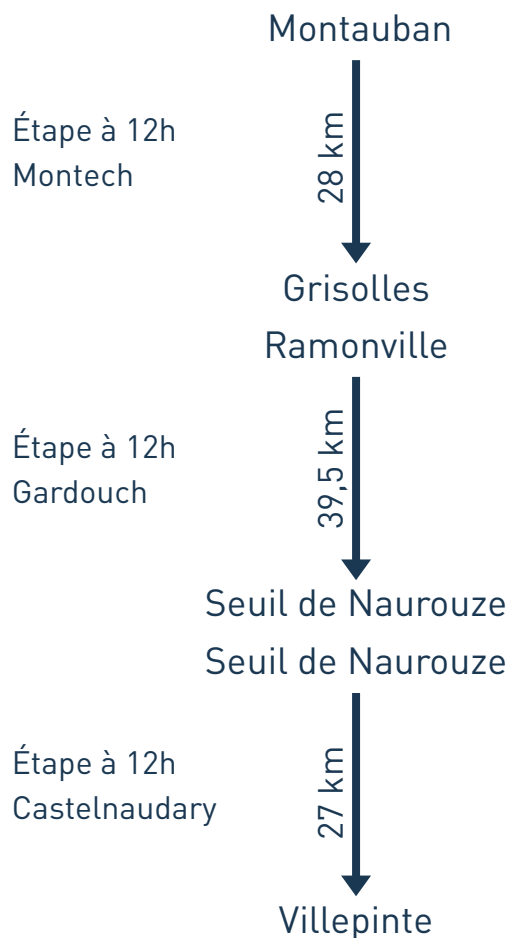 Montauban
Étape à 12h
Montech
28 km
Grisolles
Ramonville
Étape à 12h
Gardouch
39,5 km
Seuil de Naurouze
Seuil de Naurouze
Étape à 12h
Castelnaudary
27 km
Villepinte